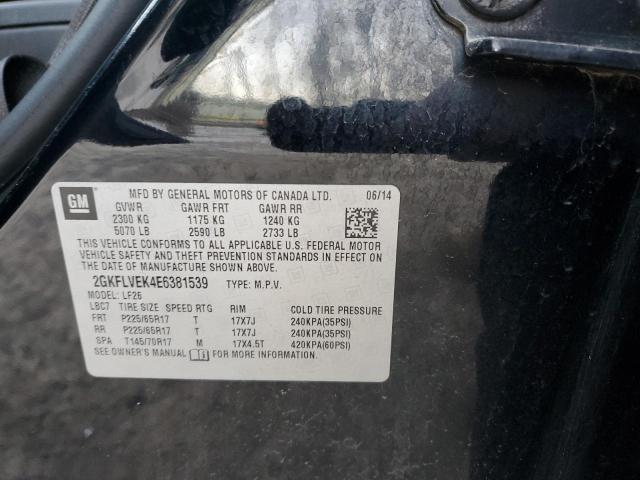 GM
MFD BY GENERAL MOTORS OF CANADA LTD. 06/14
GVWR GAWR FRT GAWR RR
2300 KG 1175 KG 1240 KG
5070 LB 2590 LB 2733 LB
THIS VEHICLE CONFORMS TO ALL APPLICABLE U.S. FEDERAL MOTOR
VEHICLE SAFETY AND THEFT PREVENTION STANDARDS IN EFFECT ON
THE DATE OF MANUFACTURE SHOWN ABOVE.
2GKFLVEK4E6381539 TYPE: M.P.V.
MODEL: LF26
LBC7 TIRE SIZE SPEED RTG RIM COLD TIRE PRESSURE
FRT P225/65R17 T 17X7J 240KPA(35PSI)
RR P225/65R17 T 17X7J 240KPA(35PSI)
SPA T145/70R17 M 17X4.5T 420KPA(60PSI)
SEE OWNER'S MANUAL FOR MORE INFORMATION.